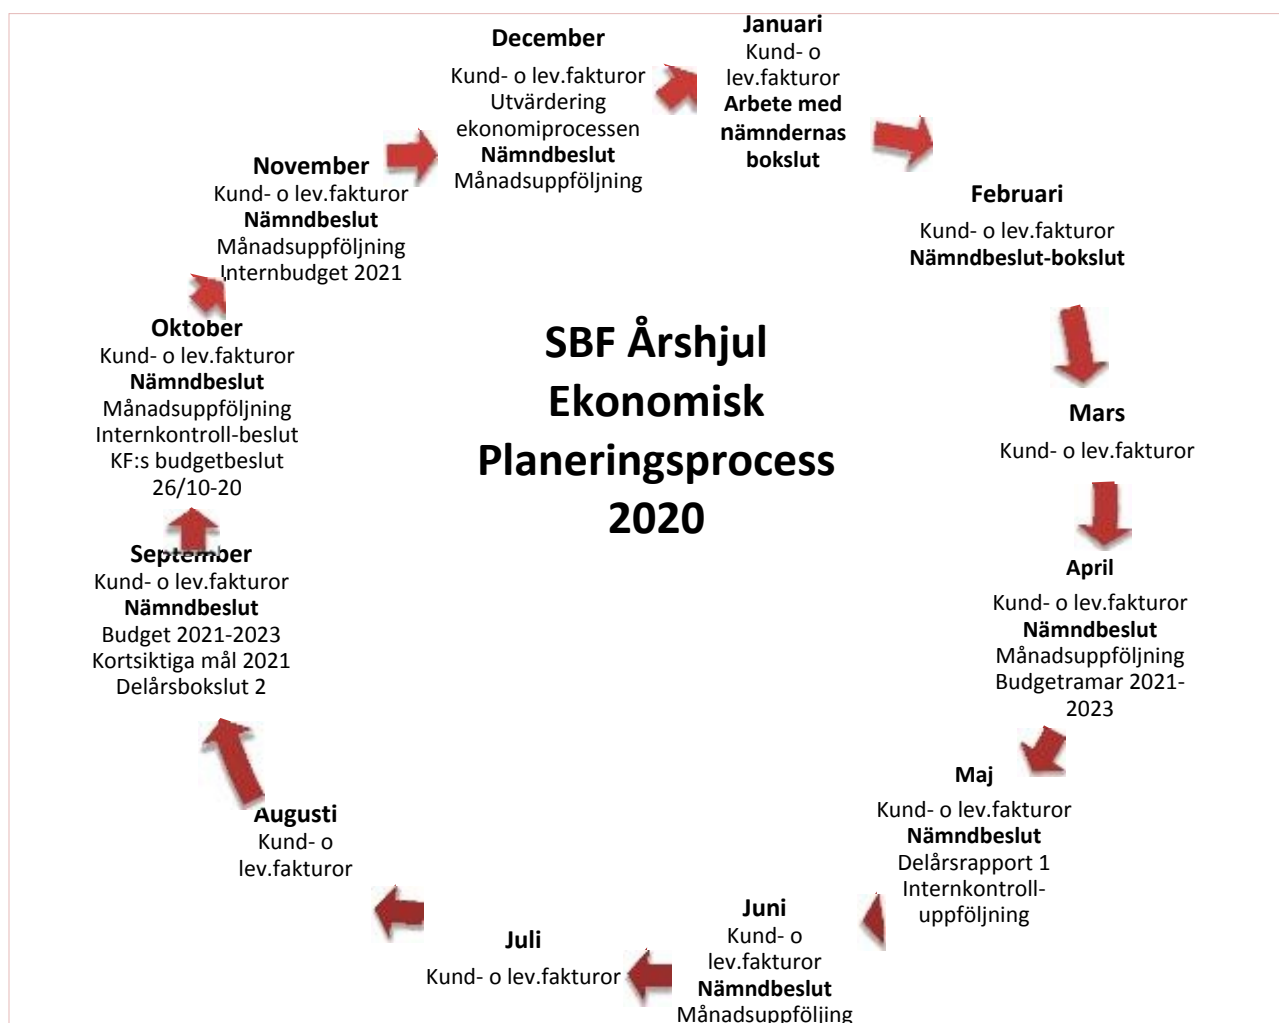 SBF Årshjul
Ekonomisk
Planeringsprocess
2020
Januari
Kund- o
lev.fakturor
Arbete med
nämndernas
bokslut
Februari
Kund- o lev.fakturor
Nämndbeslut-bokslut
Mars
Kund- o lev.fakturor
April
Kund- o lev.fakturor
Nämndbeslut
Månadsuppföljning
Budgetramar 2021-
2023
Maj
Kund- o lev.fakturor
Nämndbeslut
Delårsrapport 1
Internkontroll-
uppföljning
Juni
Kund- o
lev.fakturor
Nämndbeslut
Månadsuppföljing
Juli
Kund- o lev.fakturor
Augusti
Kund- o
lev.fakturor
September
Kund- o lev.fakturor
Nämndbeslut
Budget 2021-2023
Kortsiktiga mål 2021
Delårsbokslut 2
Oktober
Kund- o lev.fakturor
Nämndbeslut
Månadsuppföljning
Internkontroll-beslut
KF:s budgetbeslut
26/10-20
November
Kund- o lev.fakturor
Nämndbeslut
Månadsuppföljning
Internbudget 2021
December
Kund- o lev.fakturor
Utvärdering
ekonomiprocessen
Nämndbeslut
Månadsuppföljning